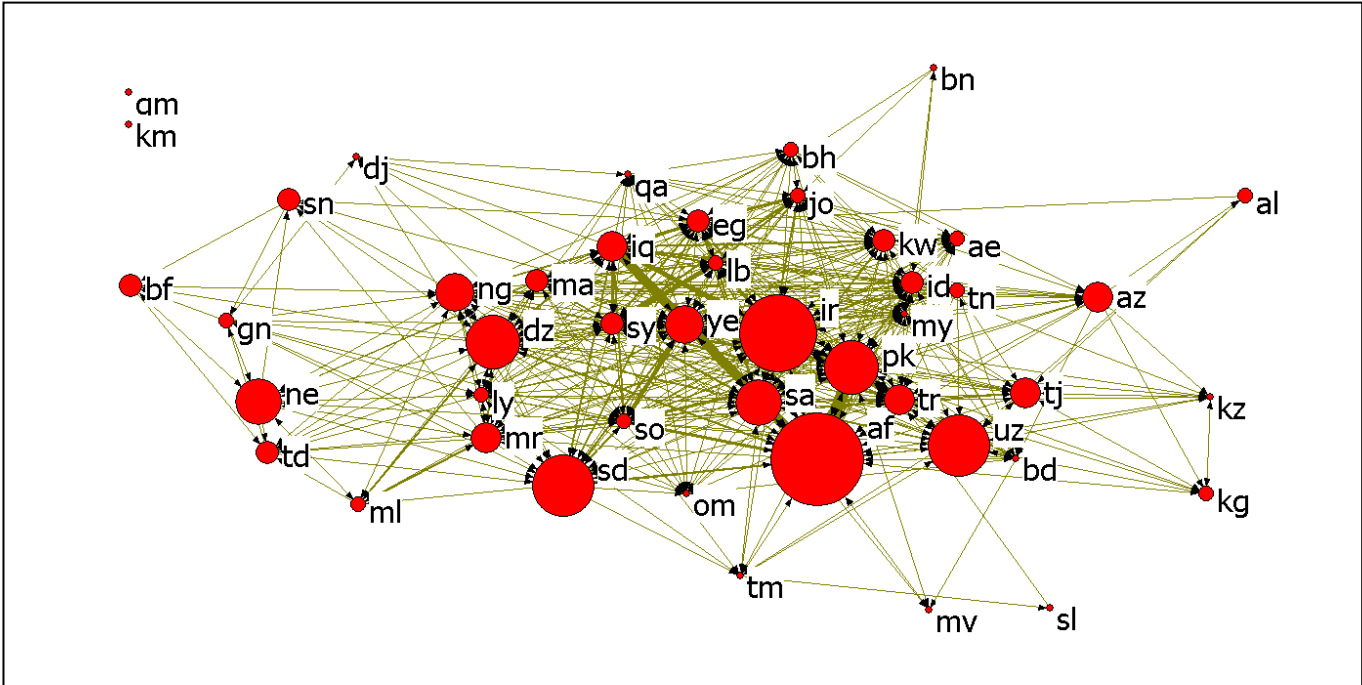 bn
gm
km
dj
bh
qa
sn
jo
al
eg
iq
kw
ae
lb
bf
ng
ma
id
tn
az
ir
gn
dz
sy
ye
my
pk
ne
ly
sa
tr
tj
kz
mr
so
af
uz
td
sd
bd
ml
om
kg
tm
mv
sl